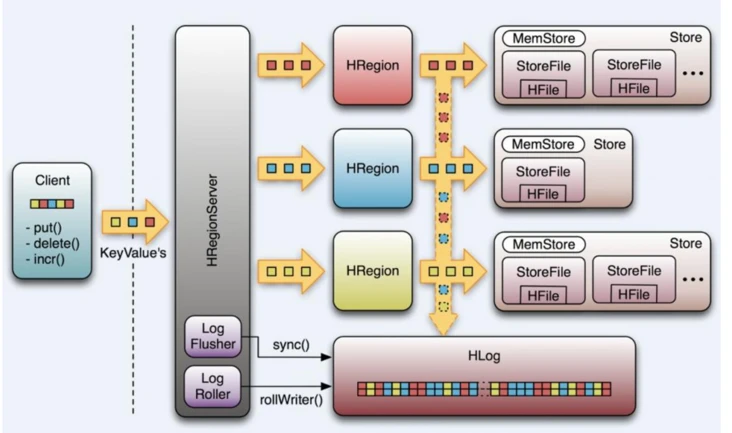 Client
- put()
- delete()
- incr()
KeyValue's
HRegionServer
Log
Flusher
Log
Roller
sync()
rollWriter()
HRegion
MemStore
Store
StoreFile
HFile
StoreFile
HFile
...
HRegion
MemStore
Store
StoreFile
HFile
HRegion
MemStore
Store
StoreFile
HFile
StoreFile
HFile
...
HLog